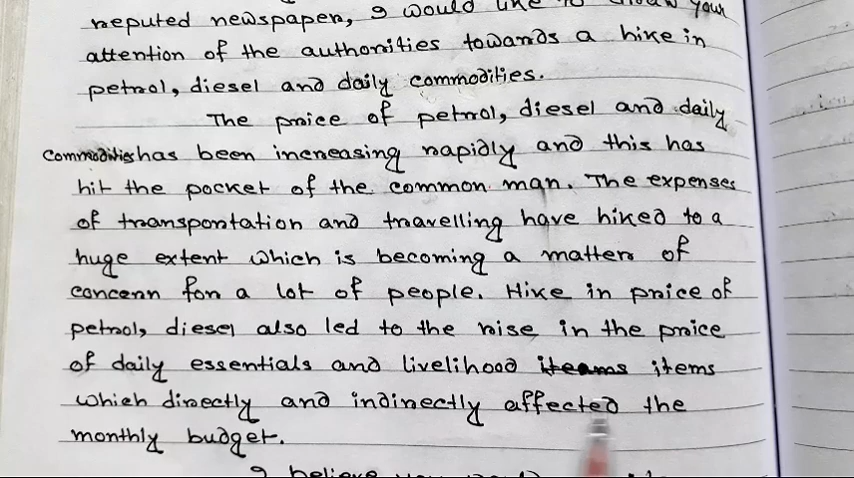 reputed newspaper, I would like to draw your
attention of the authorities towards a hike in
petrol, diesel and daily commodities.
The price of petrol, diesel and daily
commodities has been increasing rapidly and this has
hit the pocket of the common man. The expenses
of transportation and travelling have hiked to a
huge extent which is becoming a matter of
concern for a lot of people. Hike in price of
petrol, diesel also led to the rise in the price
of daily essentials and livelihood iteams items
which directly and indirectly affected the
monthly budget.
I believe you